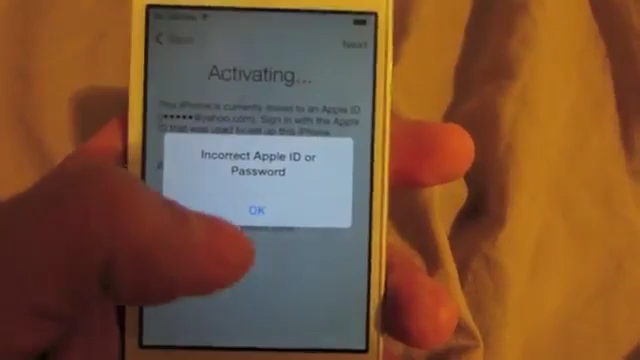 Next
Activating...
This iPhone is currently linked to an Apple ID
@yahoo.com). Sign in with the Apple
ID that was used to set up this iPhone.
Incorrect Apple ID or
Password
OK